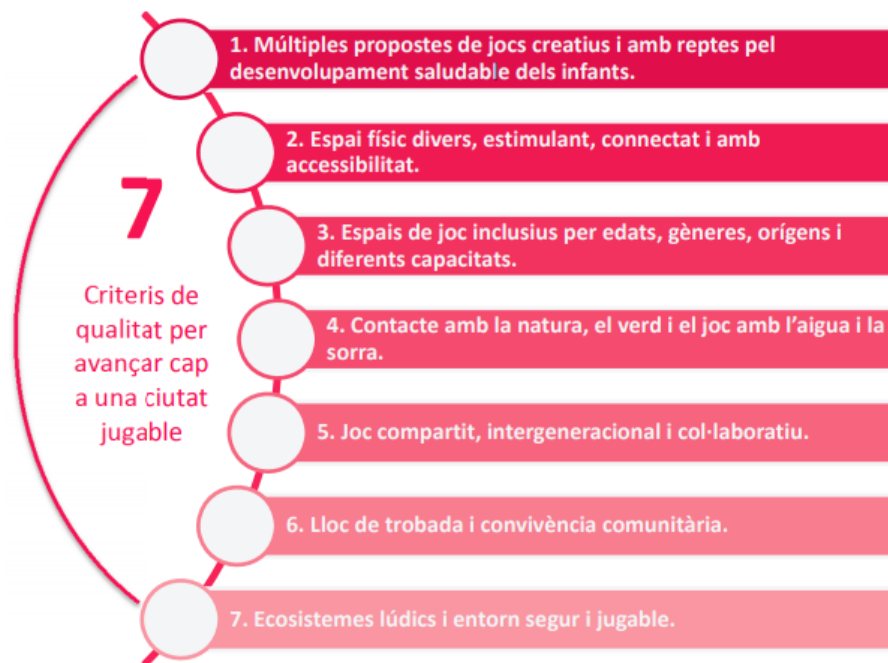 1. Múltiples propostes de jocs creatius i amb reptes pel
desenvolupament saludable dels infants.
2. Espai físic divers, estimulant, connectat i amb
accessibilitat.
7
3. Espais de joc inclusius per edats, gèneres, orígens i
diferents capacitats.
Criteris de
qualitat per
avançar cap
a una ciutat
jugable
4. Contacte amb la natura, el verd i el joc amb l’aigua i la
sorra.
5. Joc compartit, intergeneracional i col·laboratiu.
6. Lloc de trobada i convivència comunitària.
7. Ecosistemes lúdics i entorn segur i jugable.